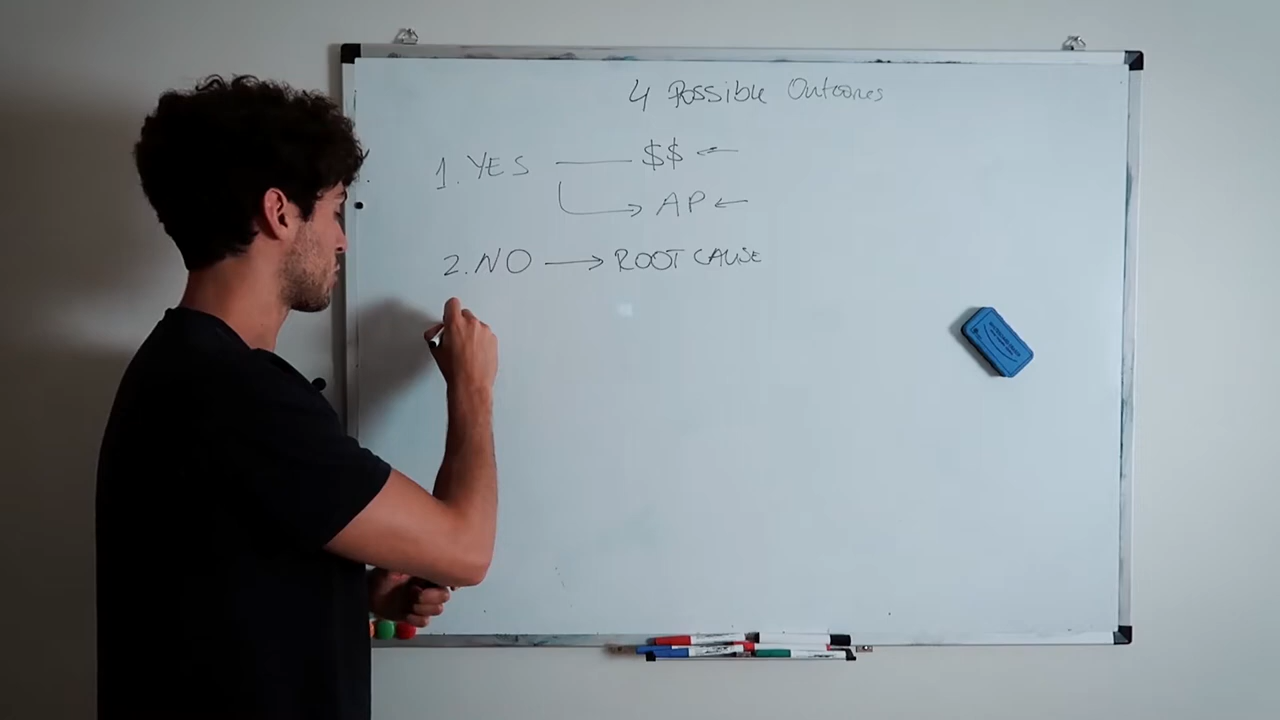 4 Possible Outcomes
1. YES — $$ ←
→ AP ←
2. NO → ROOT CAUSE